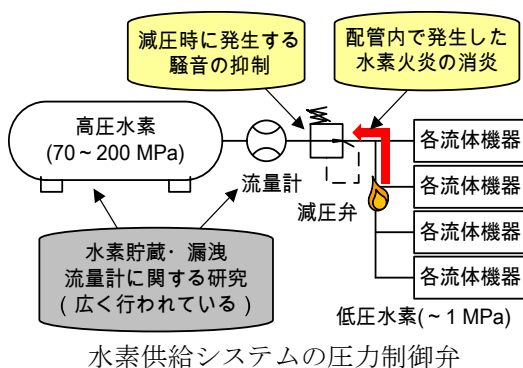 減圧時に発生する
騒音の抑制
配管内で発生した
水素火炎の消炎
高圧水素
(70~200 MPa)
流量計
減圧弁
各流体機器
各流体機器
各流体機器
各流体機器
水素貯蔵・漏洩
流量計に関する研究
(広く行われている)
低圧水素(~1 MPa)
水素供給システムの圧力制御弁